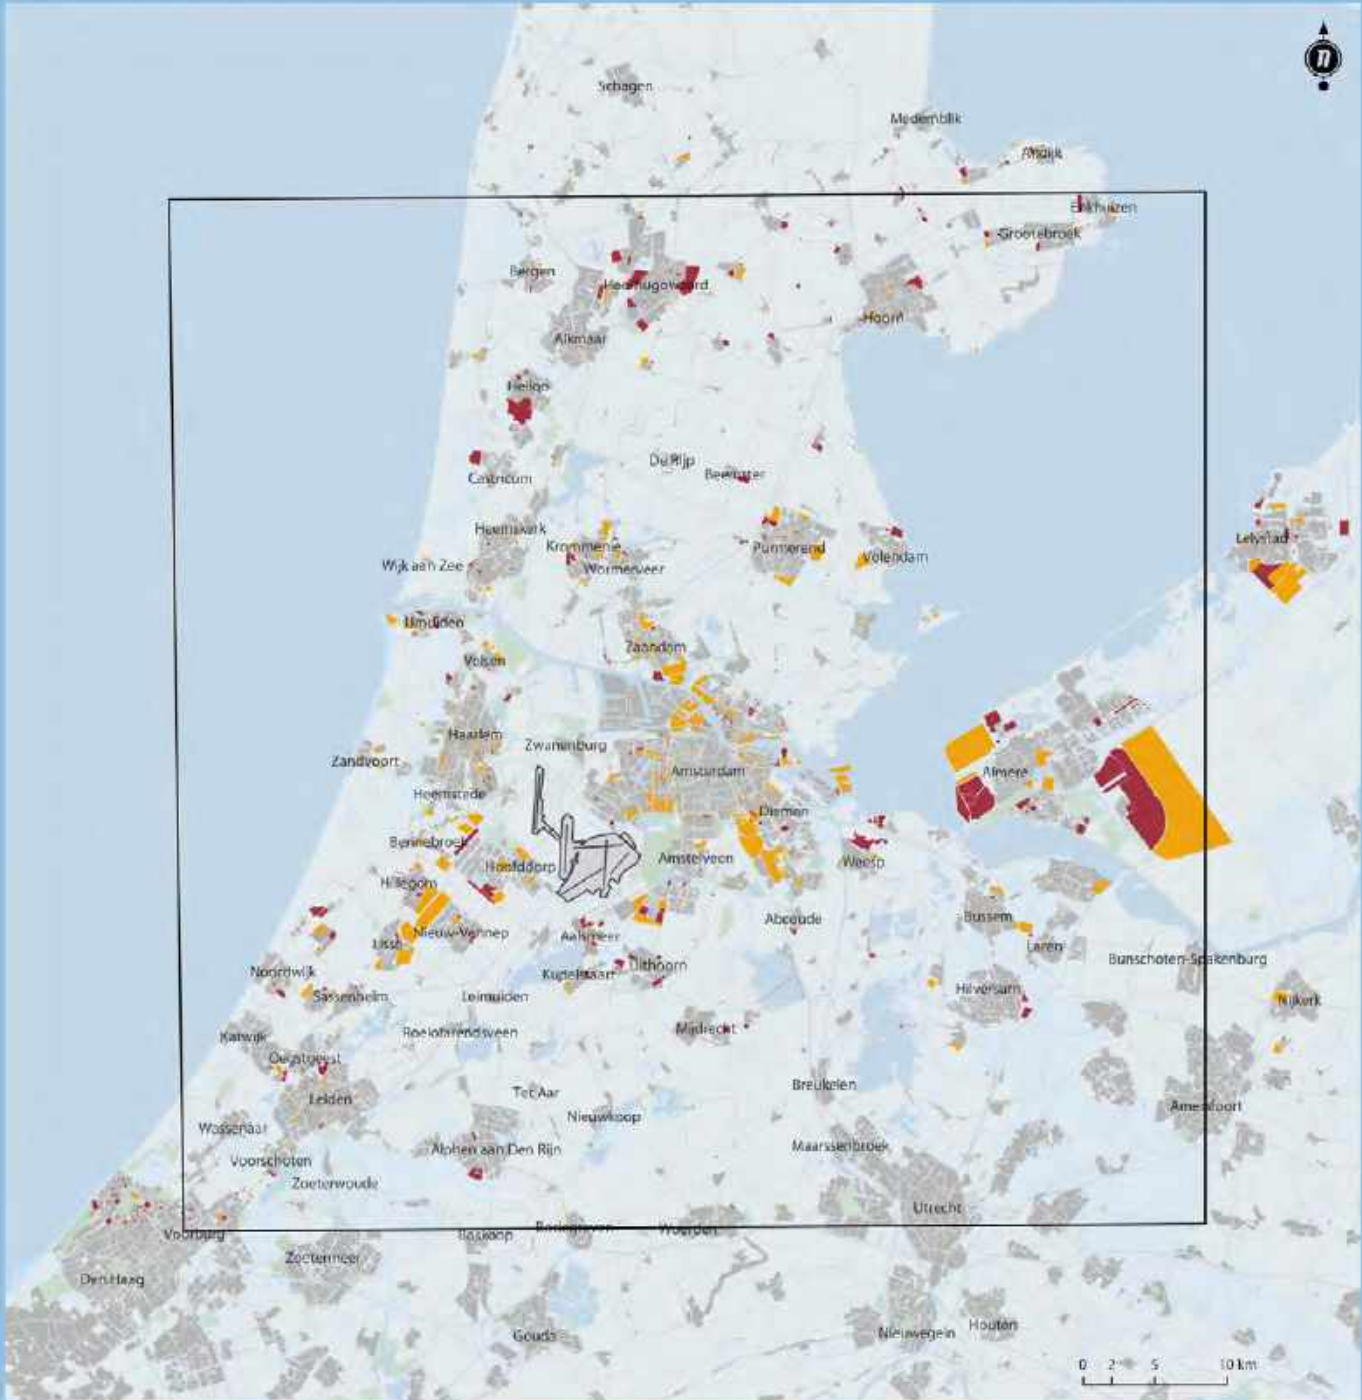 n
Schagen
Medemblik
Andijk
Enkhuizen
Grootebroek
Bergen
Heerhugowaard
Hoorn
Alkmaar
Heiloo
De Rijp
Beemster
Castricum
Heemskerk
Krommenie
Purmerend
Volendam
Lelystad
Wijk aan Zee
Wormerveer
IJmuiden
Zaandam
Velsen
Haarlem
Zwanenburg
Zandvoort
Amsterdam
Almere
Heemstede
Diemen
Bennebroek
Hoofddorp
Amstelveen
Weesp
Hillegom
Abcoude
Bussem
Lisse
Nieuw-Vennep
Aalsmeer
Laren
Bunschoten-Spakenburg
Noordwijk
Kudelstaart
Uithoorn
Sassenheim
Leimuiden
Hilversum
Nijkerk
Katwijk
Roelofarendsveen
Mijdrecht
Oegstgeest
Leiden
Ter Aar
Breukelen
Nieuwkoop
Amersfoort
Wassenaar
Voorschoten
Alphen aan Den Rijn
Maarssenbroek
Zoeterwoude
Utrecht
Voorburg
Boskoop
Bodegraven
Woerden
Zoetermeer
Den Haag
Gouda
Nieuwegein
Houten
0 2 5 10 km